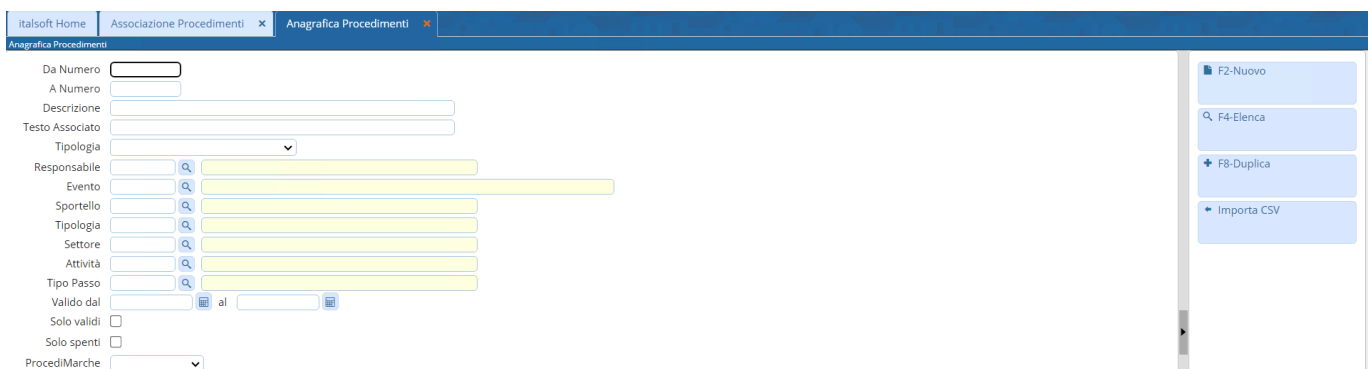 italsoft Home Associazione Procedimenti × Anagrafica Procedimenti ×
Anagrafica Procedimenti
Da Numero
A Numero
Descrizione
Testo Associato
Tipologia
Responsabile
Evento
Sportello
Tipologia
Settore
Attività
Tipo Passo
Valido dal al
Solo validi
Solo spenti
ProcediMarche
F2-Nuovo
F4-Elenca
F8-Duplica
Importa CSV